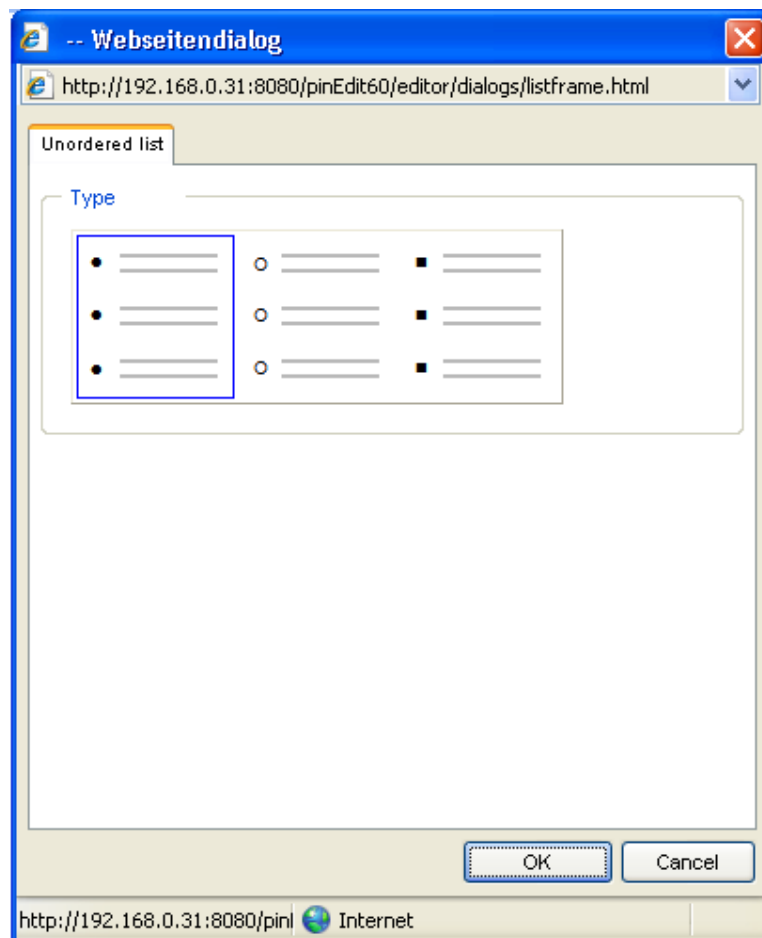 -- Webseitendialog
http://192.168.0.31:8080/pinEdit60/editor/dialogs/listframe.html
Unordered list
Type
OK Cancel
http://192.168.0.31:8080/pinl Internet